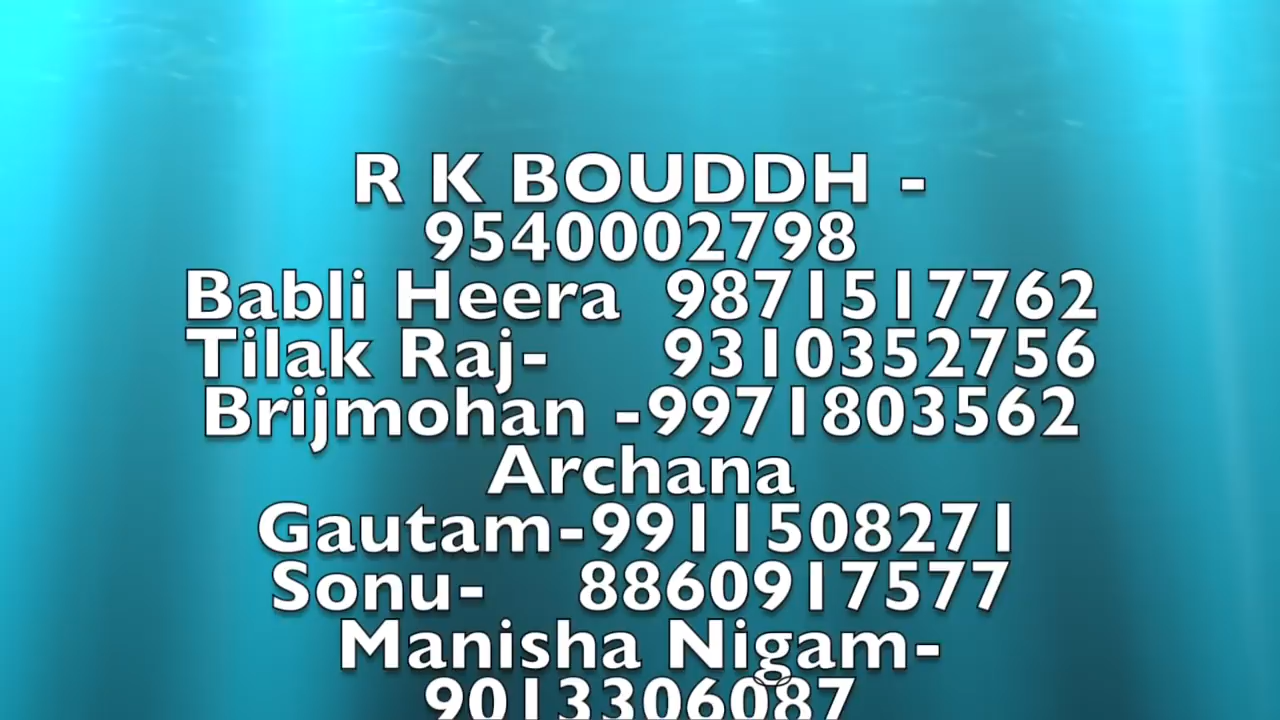 R K BOUDDH -
9540002798
Babli Heera 9871517762
Tilak Raj- 9310352756
Brijmohan -9971803562
Archana
Gautam-9911508271
Sonu- 8860917577
Manisha Nigam-
9013306087